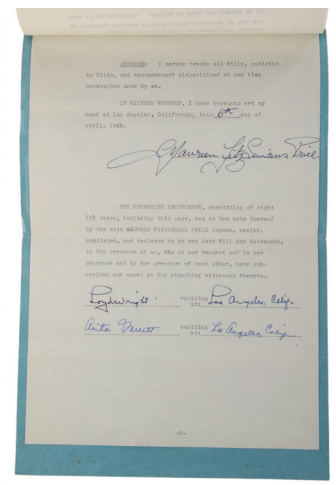 SEVENTH: I hereby revoke all Wills, codicils
to Wills, and testamentary dispositions at any time
heretofore made by me.
IN WITNESS WHEREOF, I have hereunto set my
hand at Los Angeles, California, this 6th day of
April, 1948.
Maureen FitzSimons Price
THE FOREGOING INSTRUMENT, consisting of eight
(8) pages, including this page, was at the date thereof
by the said MAUREEN FITZSIMONS PRICE signed, sealed,
published, and declared to be her Last Will and Testament,
in the presence of us, who at her request and in her
presence and in the presence of each other, have sub-
scribed our names as the attesting witnesses thereto.
residing at: Los Angeles, Calif.
Anita residing at: Los Angeles, Calif.
-8-